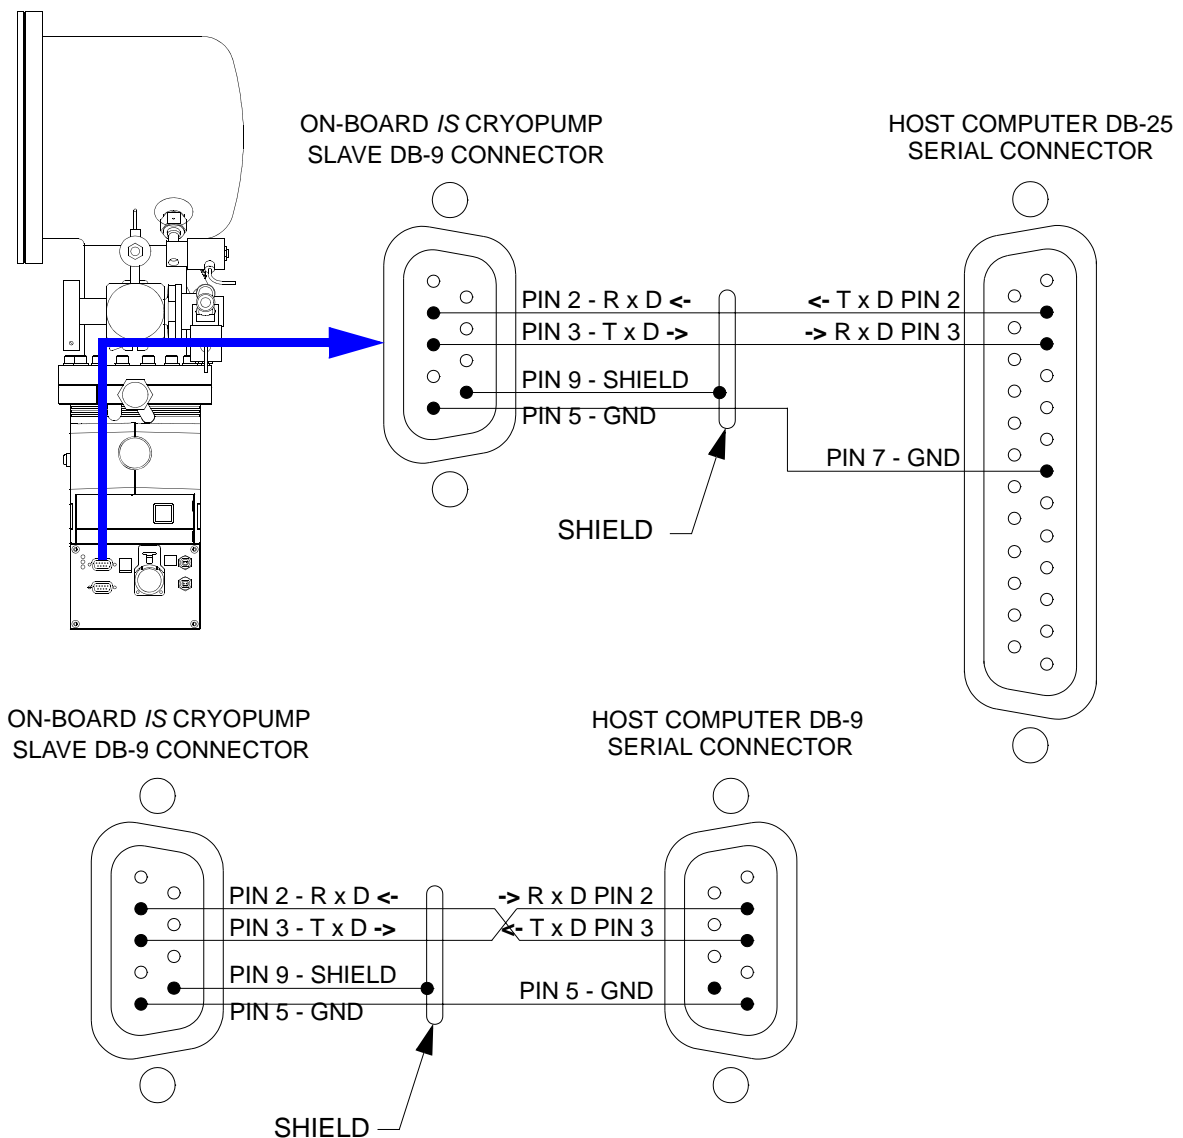 ON-BOARD IS CRYOPUMP
SLAVE DB-9 CONNECTOR
HOST COMPUTER DB-25
SERIAL CONNECTOR
PIN 2 - R x D <-
<- T x D PIN 2
PIN 3 - T x D ->
-> R x D PIN 3
PIN 9 - SHIELD
PIN 5 - GND
PIN 7 - GND
SHIELD
ON-BOARD IS CRYOPUMP
SLAVE DB-9 CONNECTOR
HOST COMPUTER DB-9
SERIAL CONNECTOR
PIN 2 - R x D <-
-> R x D PIN 2
PIN 3 - T x D ->
<- T x D PIN 3
PIN 9 - SHIELD
PIN 5 - GND
PIN 5 - GND
SHIELD